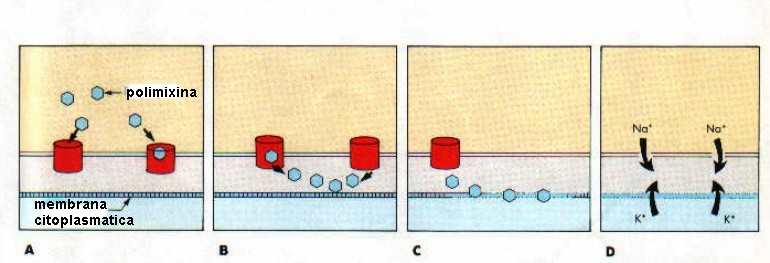 polimixina
membrana
citoplasmatica
Na⁺ Na⁺
K⁺ K⁺
A B C D